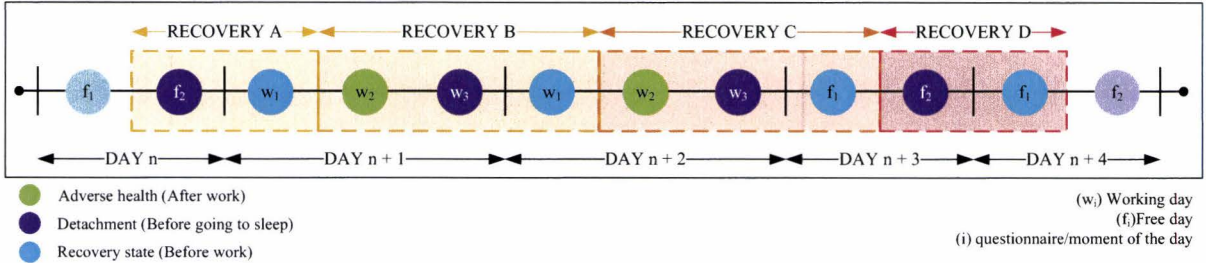 RECOVERY A RECOVERY B RECOVERY C RECOVERY D
f₁ f₂ w₁ w₂ w₃ w₁ w₂ w₃ f₁ f₂ f₁ f₂
DAY n DAY n + 1 DAY n + 2 DAY n + 3 DAY n + 4
Adverse health (After work)
Detachment (Before going to sleep)
Recovery state (Before work)
(wᵢ) Working day
(fᵢ)Free day
(i) questionnaire/moment of the day